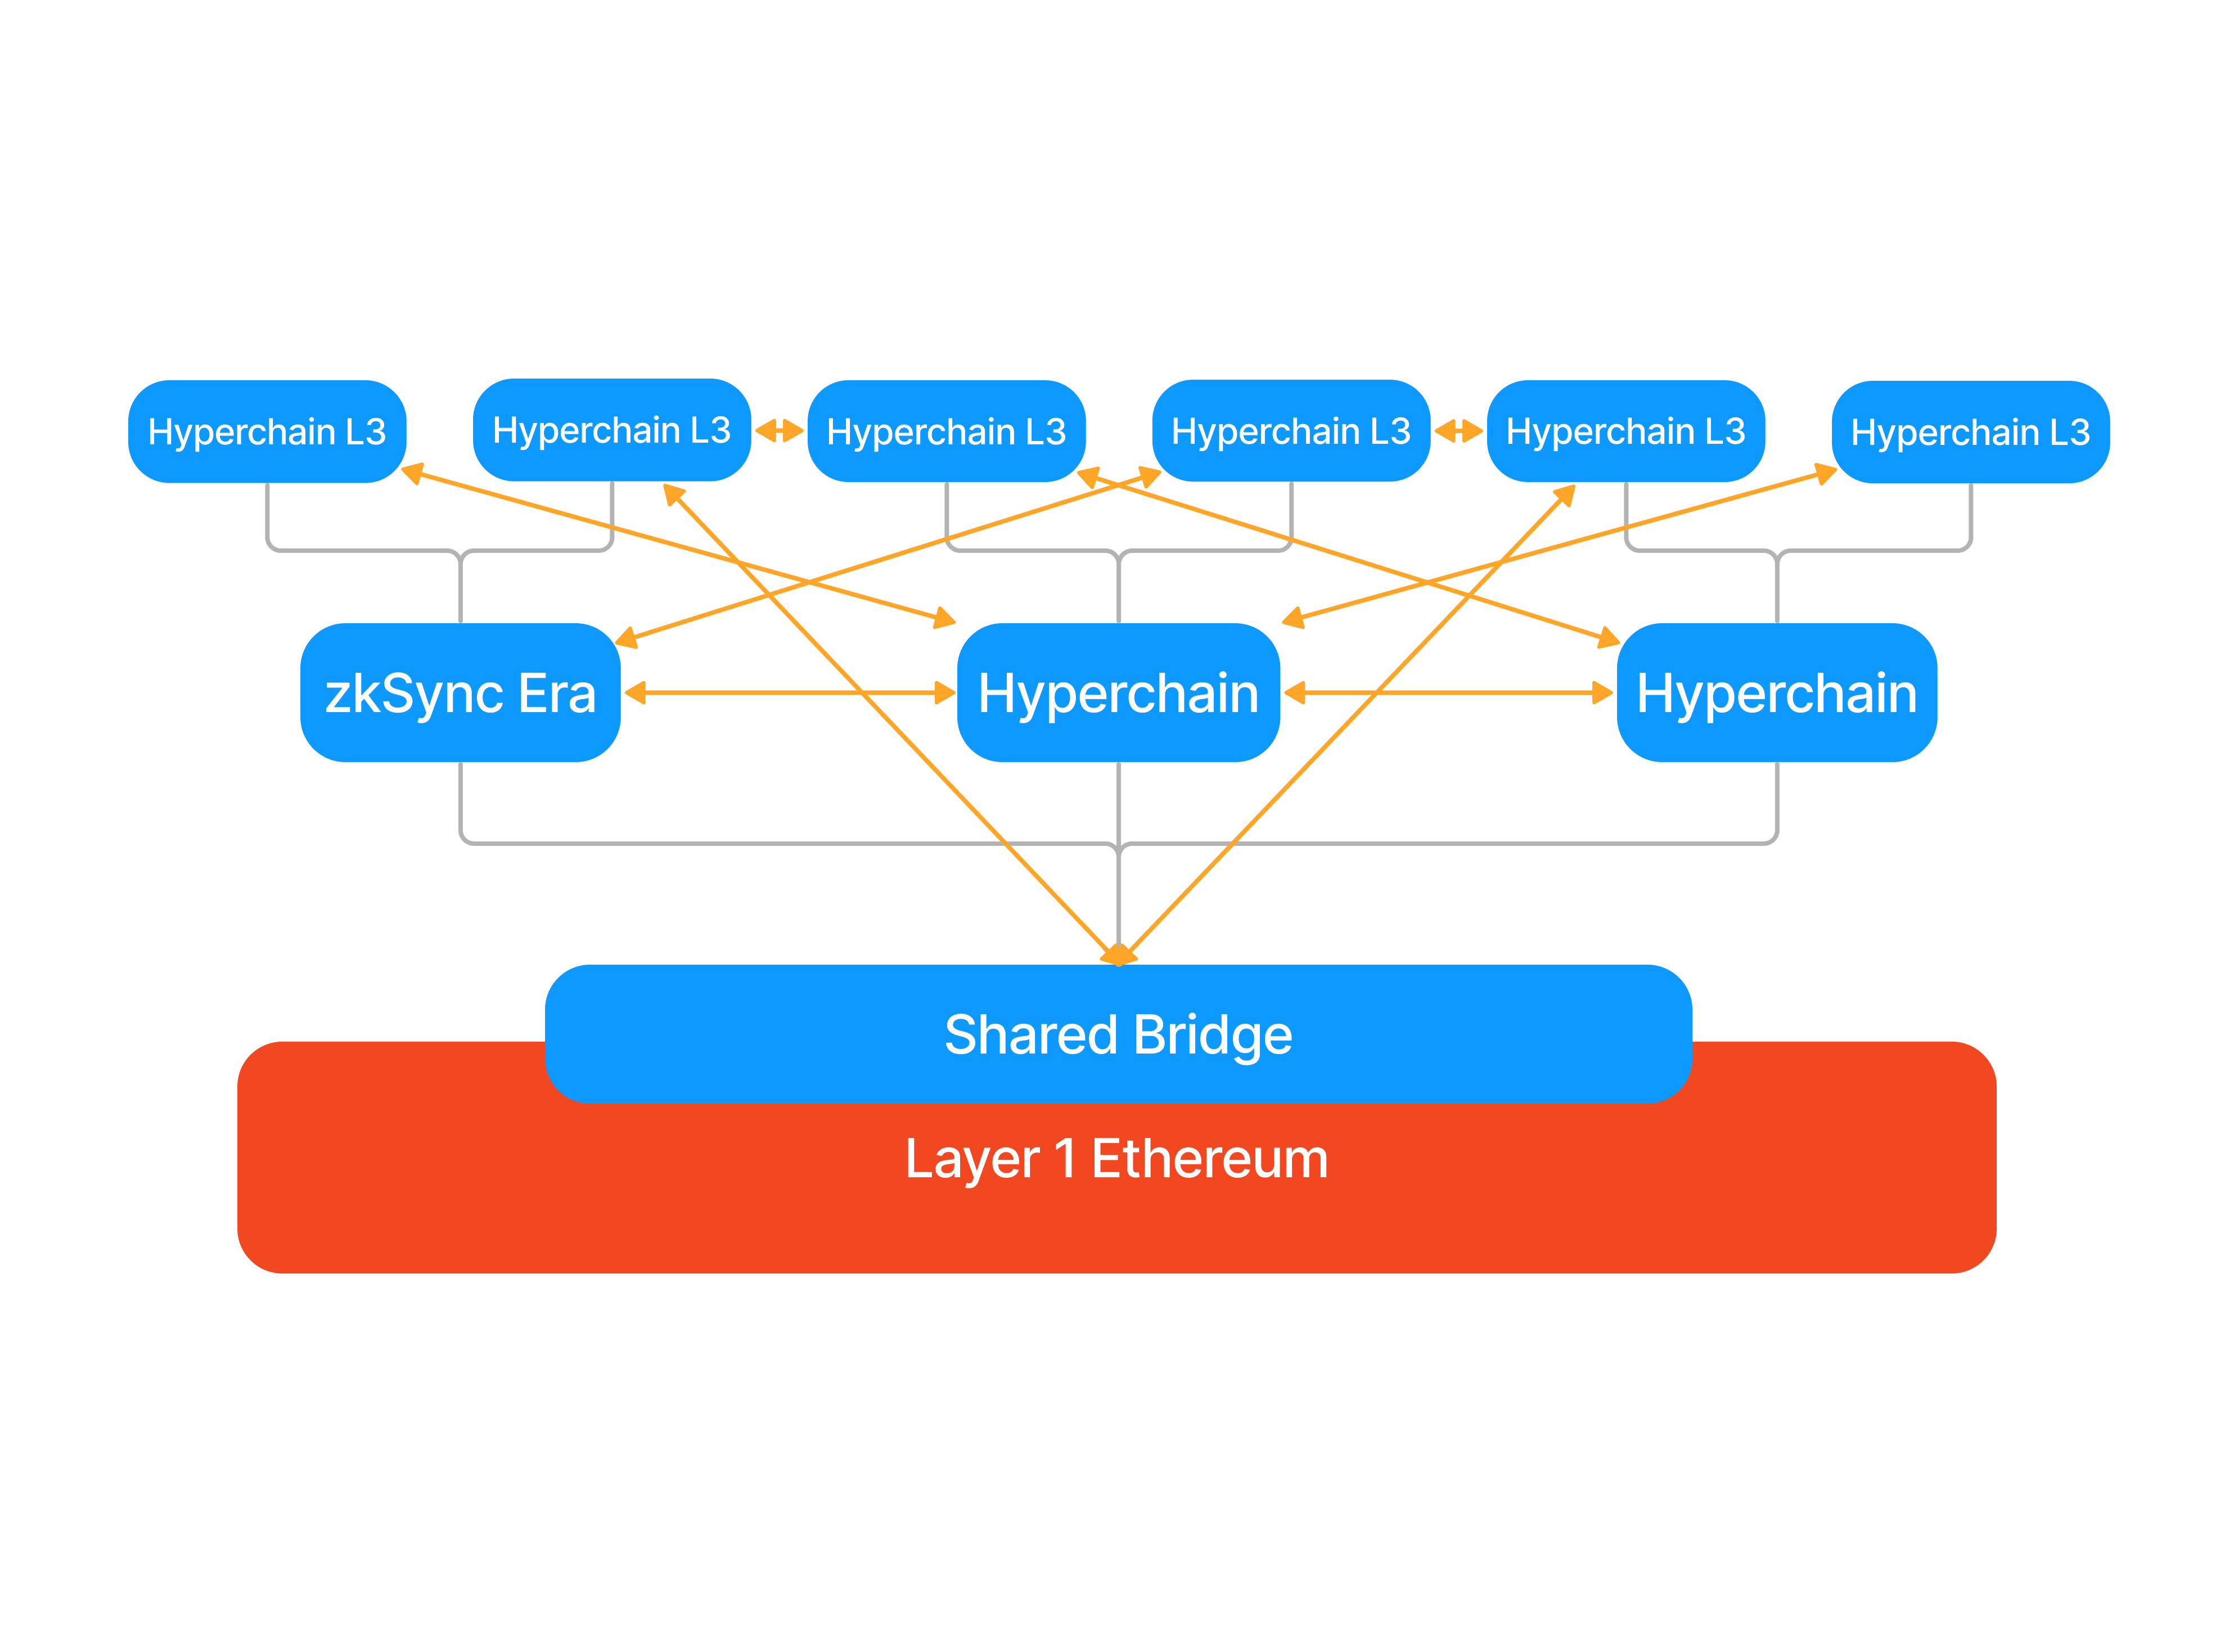 Hyperchain L3
Hyperchain L3
Hyperchain L3
Hyperchain L3
Hyperchain L3
Hyperchain L3
zkSync Era
Hyperchain
Hyperchain
Shared Bridge
Layer 1 Ethereum